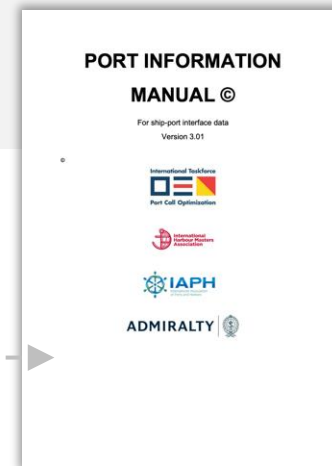 PORT INFORMATION
MANUAL ©
For ship-port interface data
Version 3.01
©
International Taskforce
Port Call Optimization
International
Harbour Masters
Association
IAPH
ADMIRALTY